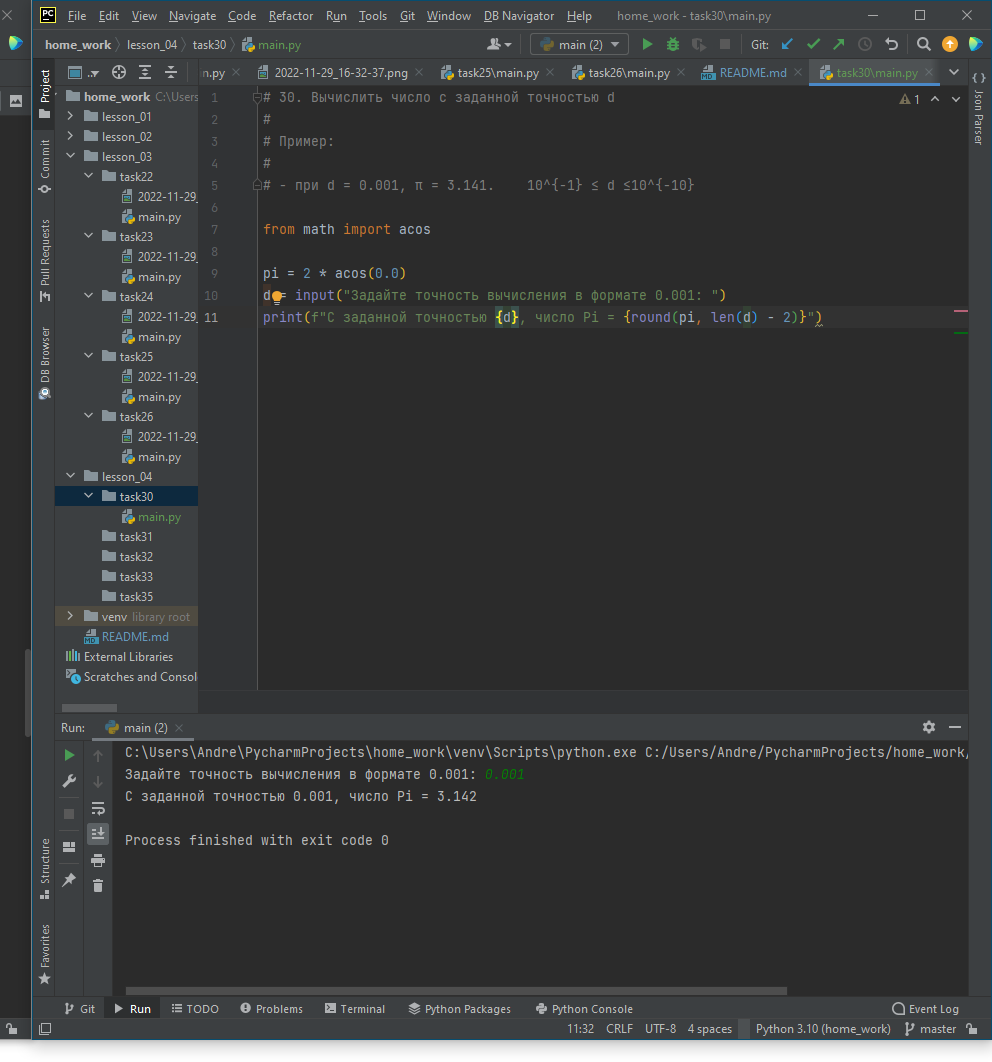 File Edit View Navigate Code Refactor Run Tools Git Window DB Navigator Help home_work - task30\main.py
home_work lesson_04 task30 main.py main (2) Git:
n.py 2022-11-29_16-32-37.png task25\main.py task26\main.py README.md task30\main.py
Project
Commit
Pull Requests
DB Browser
Structure
Favorites
home_work C:\Users
lesson_01
lesson_02
lesson_03
task22
2022-11-29_
main.py
task23
2022-11-29_
main.py
task24
2022-11-29_
main.py
task25
2022-11-29_
main.py
task26
2022-11-29_
main.py
lesson_04
task30
main.py
task31
task32
task33
task35
venv library root
README.md
External Libraries
Scratches and Consol
1 # 30. Вычислить число c заданной точностью d
2 #
3 # Пример:
4 #
5 # - при d = 0.001, π = 3.141. 10^{-1} ≤ d ≤10^{-10}
6
7 from math import acos
8
9 pi = 2 * acos(0.0)
10 d = input("Задайте точность вычисления в формате 0.001: ")
11 print(f"С заданной точностью {d}, число Pi = {round(pi, len(d) - 2)}")
1
Json Parser
Run: main (2)
C:\Users\Andre\PycharmProjects\home_work\venv\Scripts\python.exe C:/Users/Andre/PycharmProjects/home_work/
Задайте точность вычисления в формате 0.001: 0.001
С заданной точностью 0.001, число Pi = 3.142
Process finished with exit code 0
Git Run TODO Problems Terminal Python Packages Python Console Event Log
11:32 CRLF UTF-8 4 spaces Python 3.10 (home_work) master